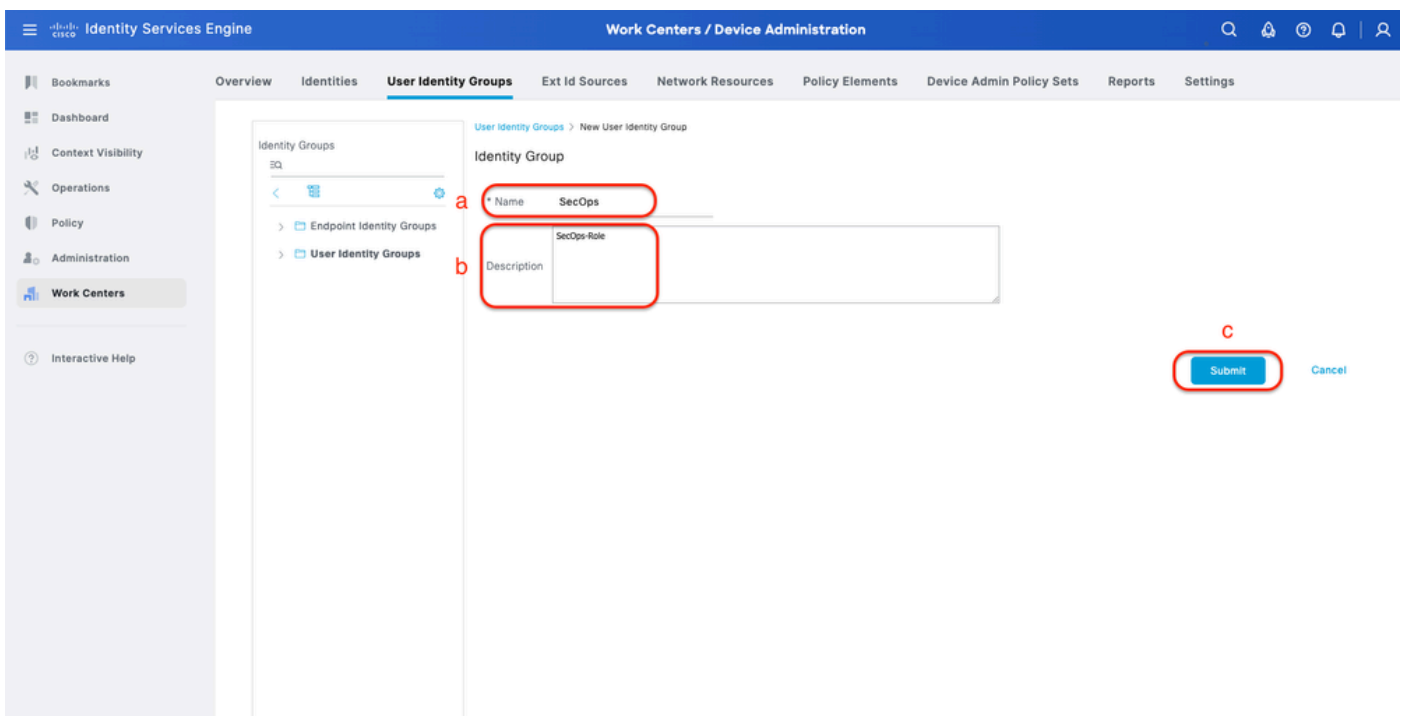 cisco Identity Services Engine
Work Centers / Device Administration
Bookmarks
Dashboard
Context Visibility
Operations
Policy
Administration
Work Centers
Interactive Help
Overview Identities User Identity Groups Ext Id Sources Network Resources Policy Elements Device Admin Policy Sets Reports Settings
Identity Groups
Endpoint Identity Groups
User Identity Groups
User Identity Groups > New User Identity Group
Identity Group
a * Name SecOps
b Description SecOps-Role
c
Submit Cancel